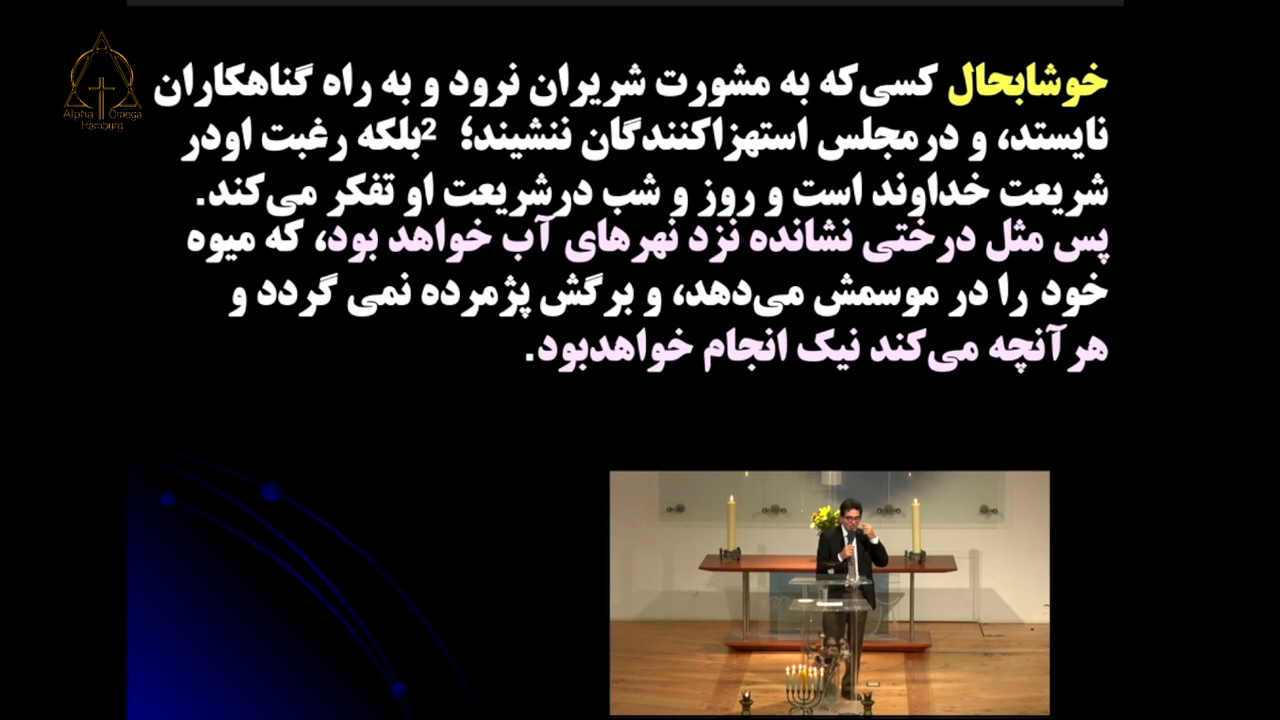 Alpha Omega
Hamburg
خوشابحال کسی‌که به مشورت شریران نرود و به راه گناهکاران
نایستد، و درمجلس استهزاکنندگان ننشیند؛ 2بلکه رغبت اودر
شریعت خداوند است و روز و شب درشریعت او تفکر می‌کند.
پس مثل درختی نشانده نزد نهرهای آب خواهد بود، که میوه
خود را در موسمش می‌دهد، و برگش پژمرده نمی گردد و
هرآنچه می‌کند نیک انجام خواهدبود.